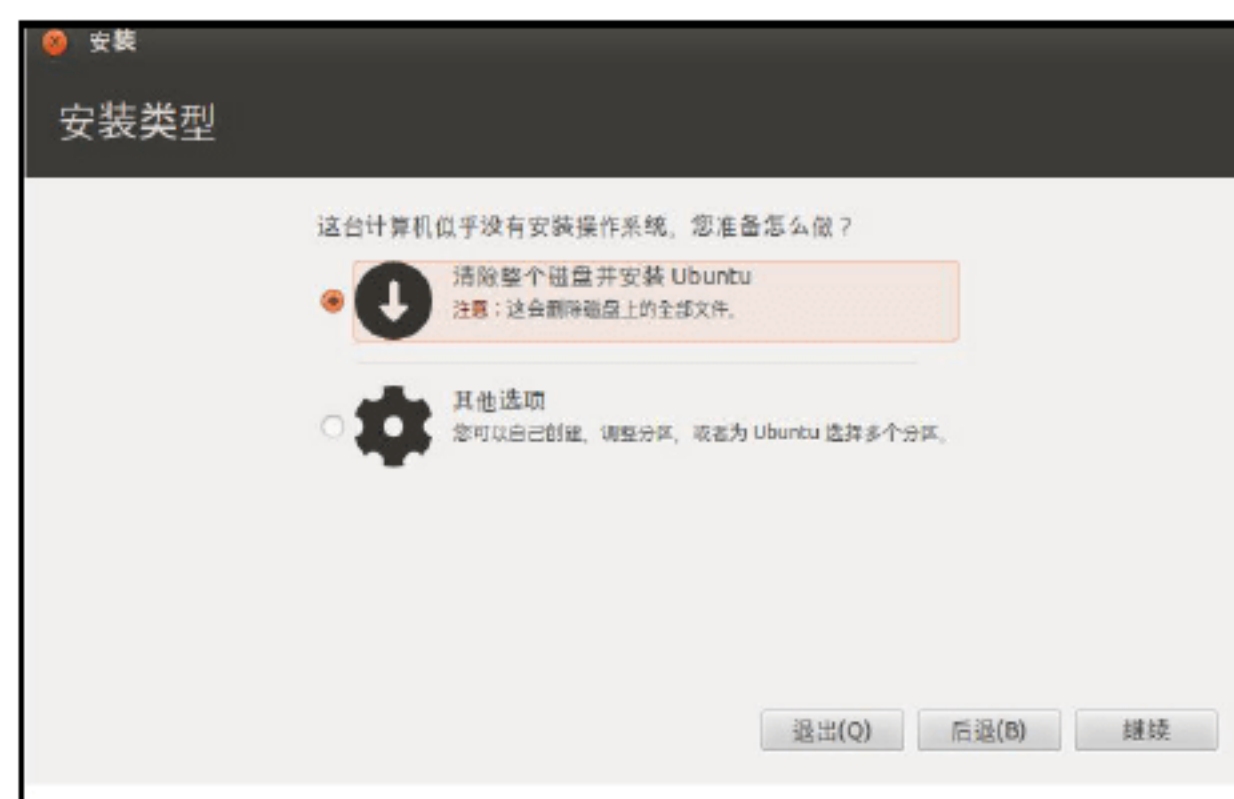 安装
安装类型
这台计算机似乎没有安装操作系统。您准备怎么做？
清除整个磁盘并安装 Ubuntu
注意：这会删除磁盘上的全部文件。
其他选项
您可以自己创建、调整分区，或者为 Ubuntu 选择多个分区。
退出(Q) 后退(B) 继续